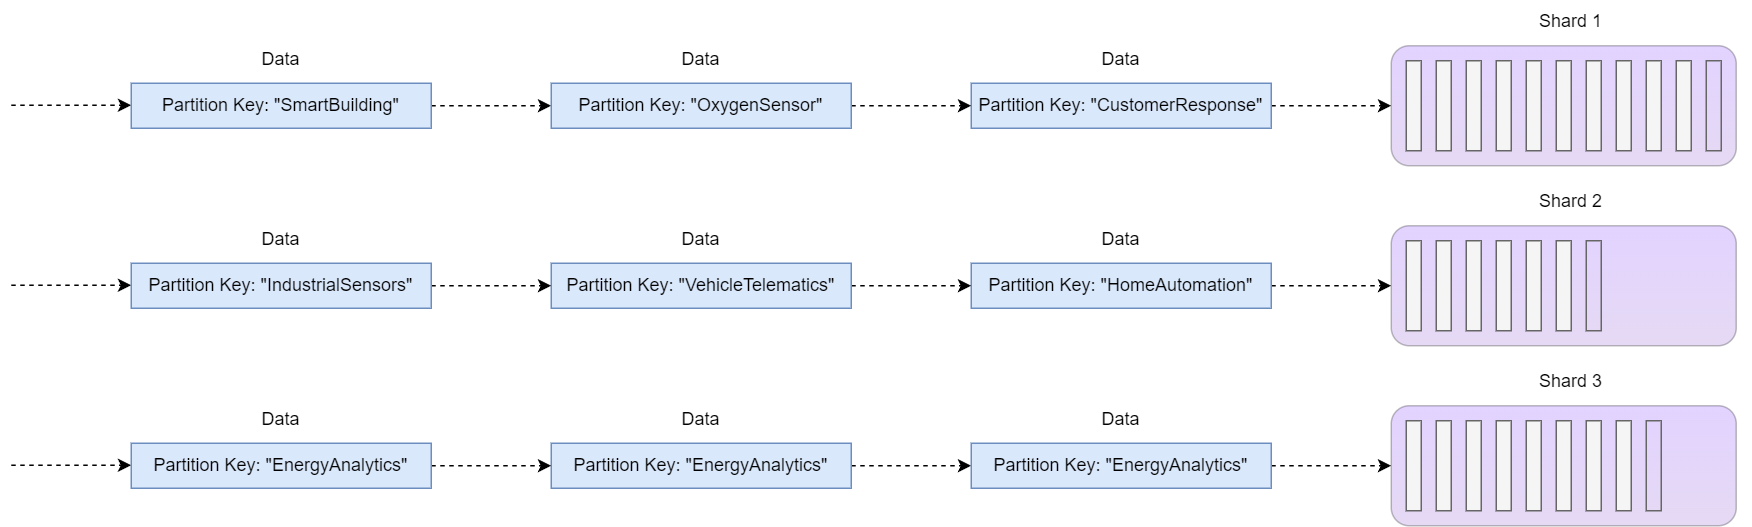 Shard 1
Data
Data
Data
Partition Key: "SmartBuilding"
Partition Key: "OxygenSensor"
Partition Key: "CustomerResponse"
Shard 2
Data
Data
Data
Partition Key: "IndustrialSensors"
Partition Key: "VehicleTelematics"
Partition Key: "HomeAutomation"
Shard 3
Data
Data
Data
Partition Key: "EnergyAnalytics"
Partition Key: "EnergyAnalytics"
Partition Key: "EnergyAnalytics"